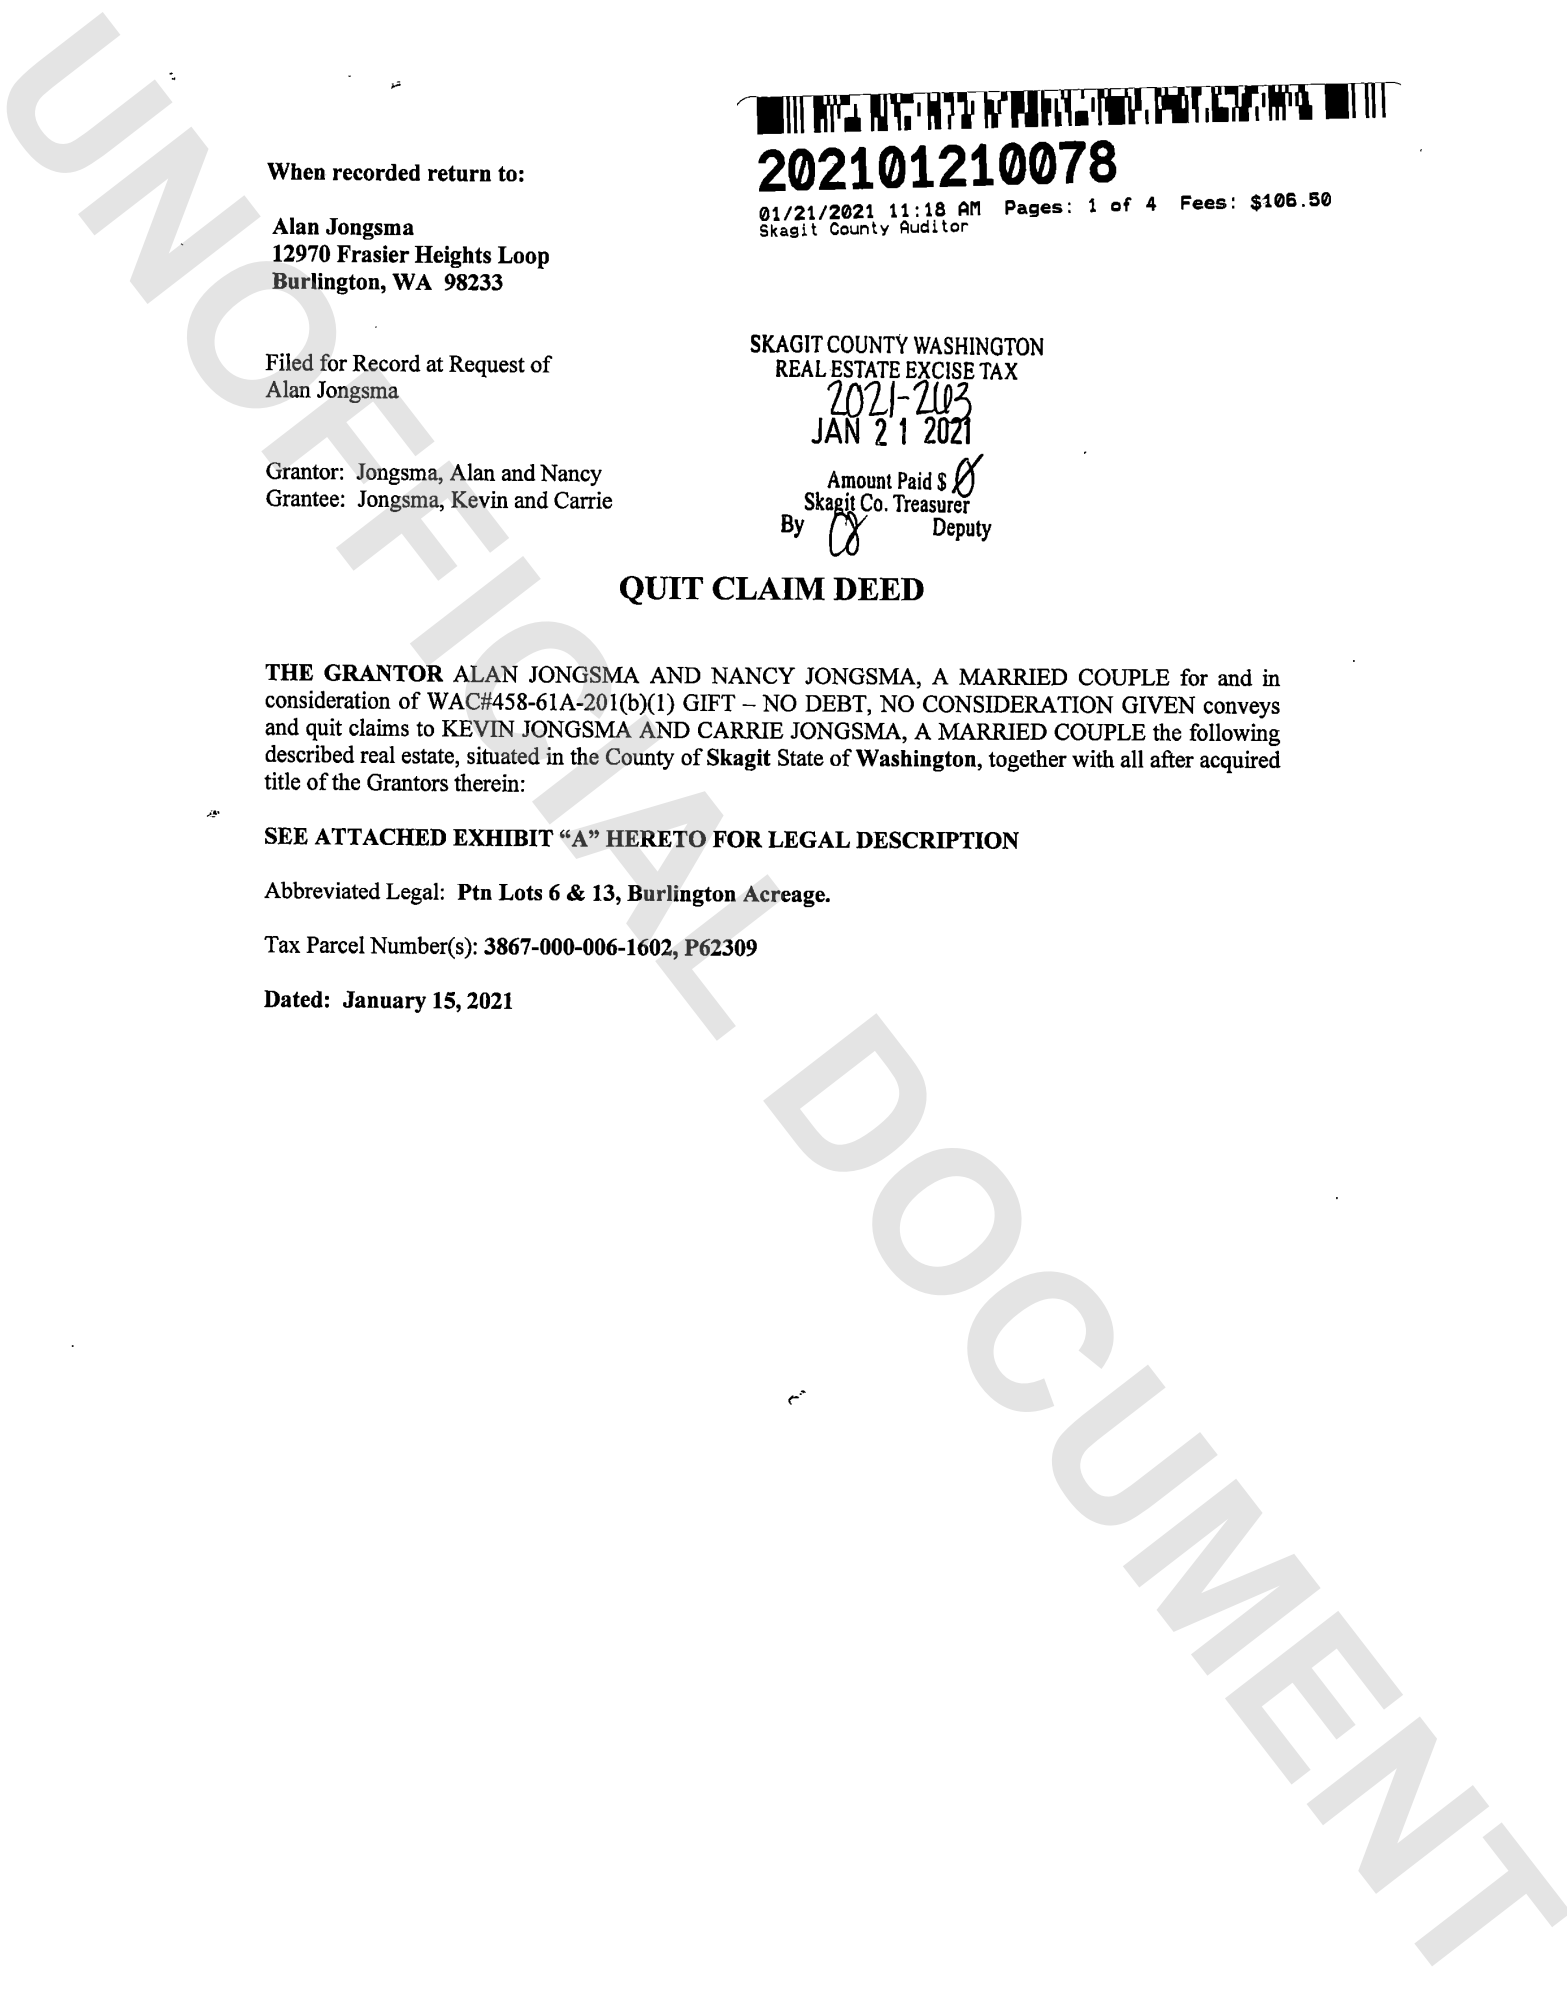 When recorded return to:
Alan Jongsma
12970 Frasier Heights Loop
Burlington, WA 98233
202101210078
01/21/2021 11:18 AM Pages: 1 of 4 Fees: $106.50
Skagit County Auditor
Filed for Record at Request of
Alan Jongsma
SKAGIT COUNTY WASHINGTON
REAL ESTATE EXCISE TAX
2021-263
JAN 21 2021
Amount Paid $ 0
Skagit Co. Treasurer
By Deputy
Grantor: Jongsma, Alan and Nancy
Grantee: Jongsma, Kevin and Carrie
QUIT CLAIM DEED
THE GRANTOR ALAN JONGSMA AND NANCY JONGSMA, A MARRIED COUPLE for and in
consideration of WAC#458-61A-201(b)(1) GIFT – NO DEBT, NO CONSIDERATION GIVEN conveys
and quit claims to KEVIN JONGSMA AND CARRIE JONGSMA, A MARRIED COUPLE the following
described real estate, situated in the County of Skagit State of Washington, together with all after acquired
title of the Grantors therein:
SEE ATTACHED EXHIBIT “A” HERETO FOR LEGAL DESCRIPTION
Abbreviated Legal: Ptn Lots 6 & 13, Burlington Acreage.
Tax Parcel Number(s): 3867-000-006-1602, P62309
Dated: January 15, 2021
UNOFFICIAL DOCUMENT